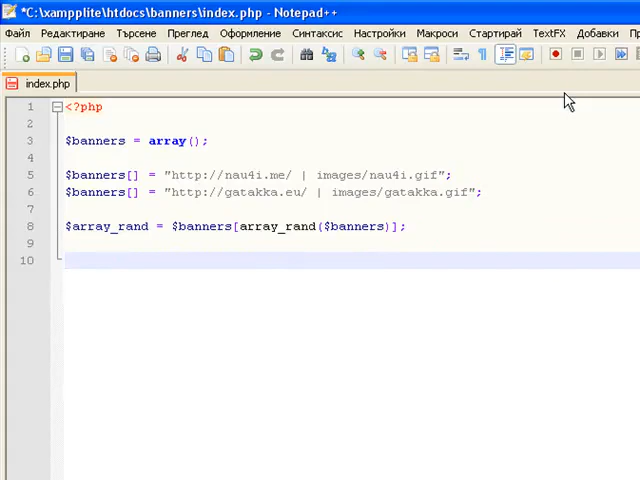 *C:\xampplite\htdocs\banners\index.php - Notepad++
Файл Редактиране Търсене Преглед Оформление Синтаксис Настройки Макроси Стартирай TextFX Добавки
index.php
1 <?php
2
3 $banners = array();
4
5 $banners[] = "http://nau4i.me/ | images/nau4i.gif";
6 $banners[] = "http://gatakka.eu/ | images/gatakka.gif";
7
8 $array_rand = $banners[array_rand($banners)];
9
10